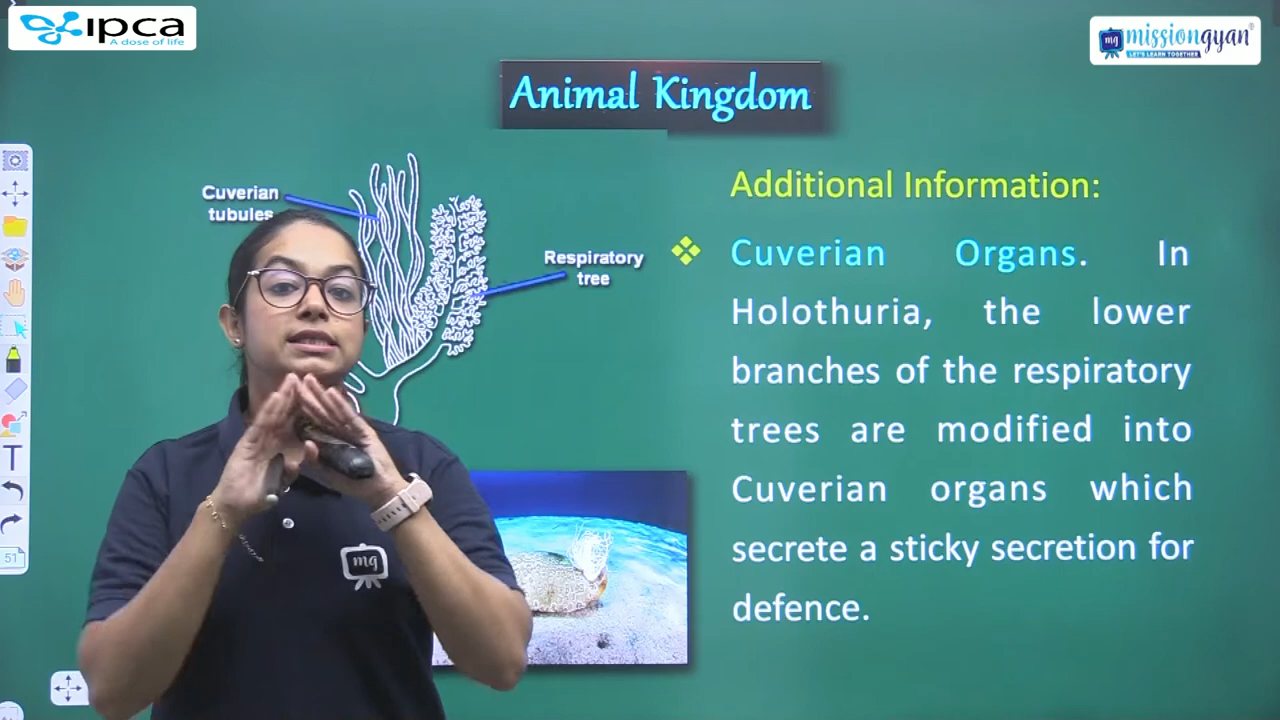 ipca
A dose of life
mg missiongyan®
LET'S LEARN TOGETHER
Animal Kingdom
Cuverian
tubules
Respiratory
tree
Additional Information:
Cuverian Organs. In
Holothuria, the lower
branches of the respiratory
trees are modified into
Cuverian organs which
secrete a sticky secretion for
defence.
mg
T
51